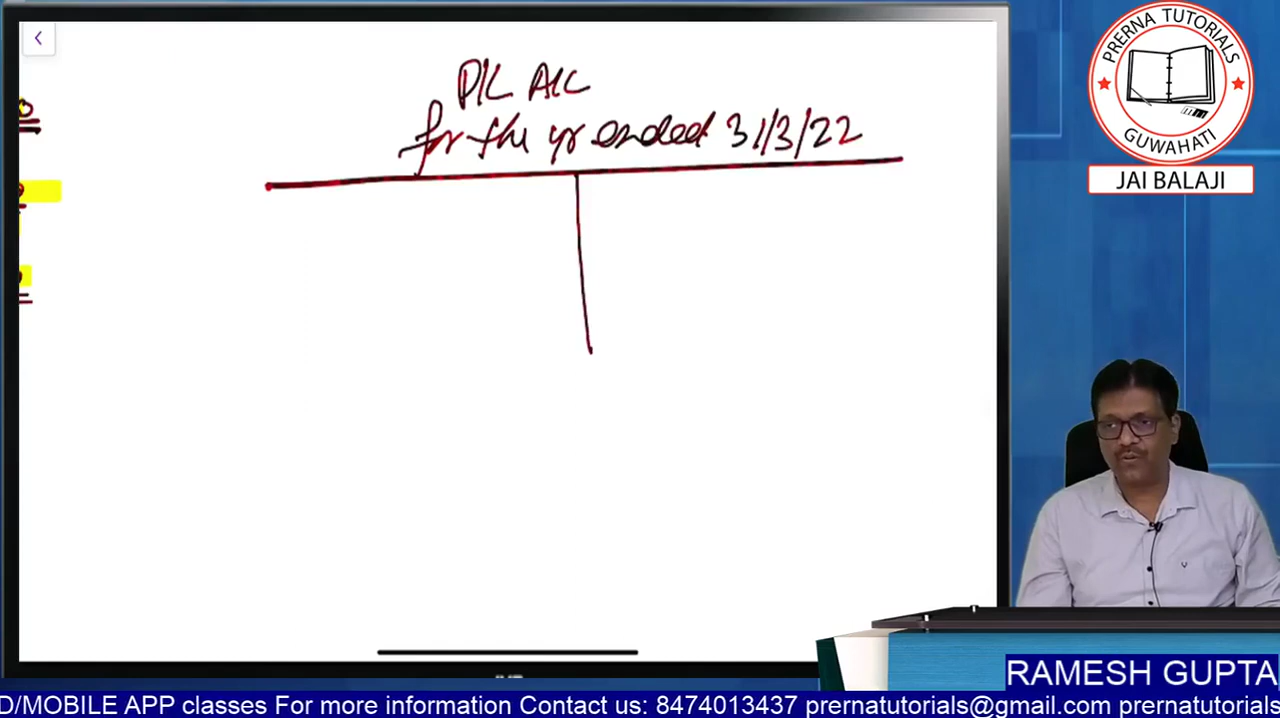 P/L A/C
for the yr ended 31/3/22
PRERNA TUTORIALS
GUWAHATI
JAI BALAJI
RAMESH GUPTA
D/MOBILE APP classes For more information Contact us: 8474013437 prernatutorials@gmail.com prernatutorials